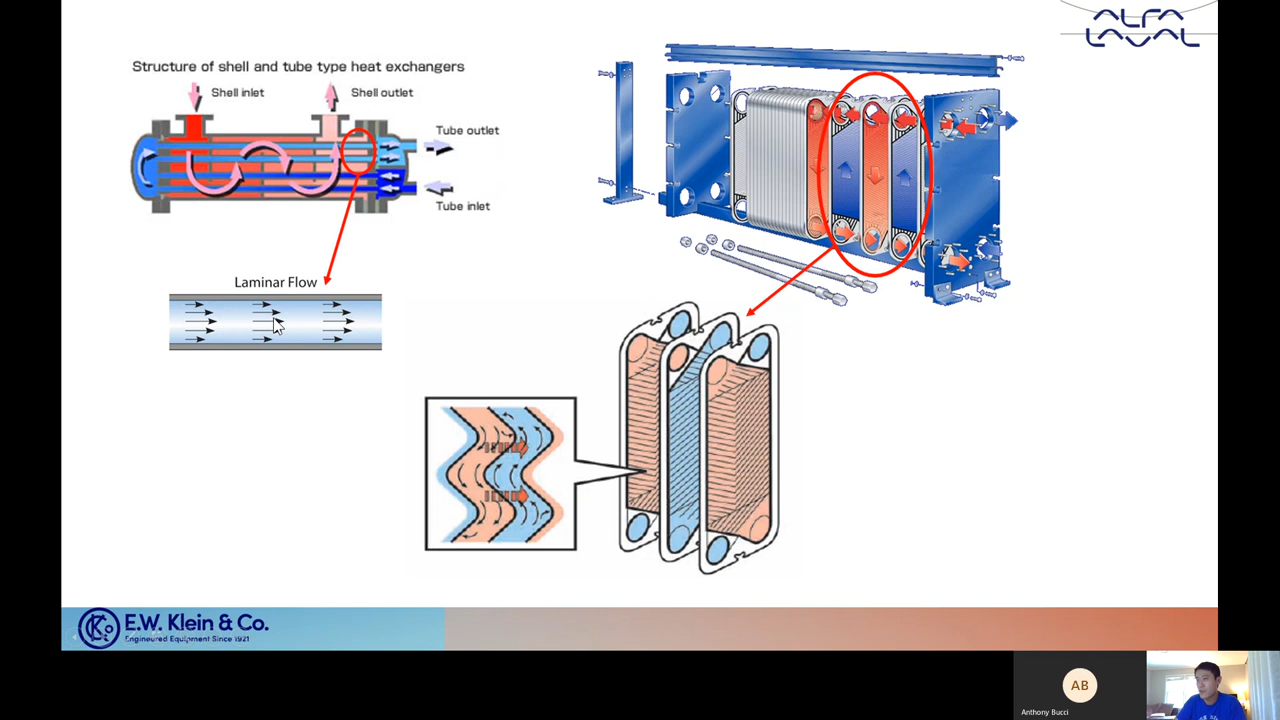 ALFA
LAVAL
Structure of shell and tube type heat exchangers
Shell inlet
Shell outlet
Tube outlet
Tube inlet
Laminar Flow
E.W. Klein & Co.
Engineered Equipment Since 1921
AB
Anthony Bucci